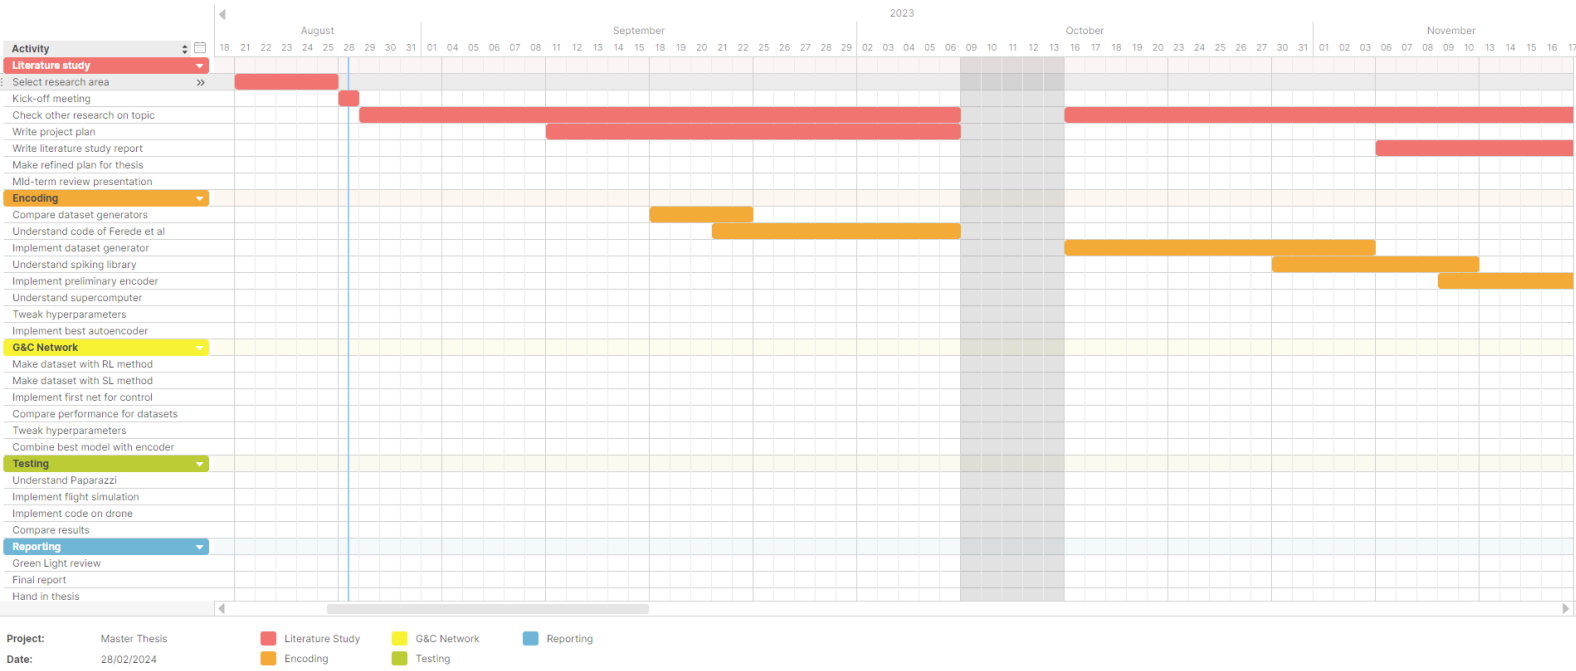 2023
August September October November
Activity 18 21 22 23 24 25 28 29 30 31 01 04 05 06 07 08 11 12 13 14 15 18 19 20 21 22 25 26 27 28 29 02 03 04 05 06 09 10 11 12 13 16 17 18 19 20 23 24 25 26 27 30 31 01 02 03 06 07 08 09 10 13 14 15 16 17
Literature study
Select research area »
Kick-off meeting
Check other research on topic
Write project plan
Write literature study report
Make refined plan for thesis
MId-term review presentation
Encoding
Compare dataset generators
Understand code of Ferede et al
Implement dataset generator
Understand spiking library
Implement preliminary encoder
Understand supercomputer
Tweak hyperparameters
Implement best autoencoder
G&C Network
Make dataset with RL method
Make dataset with SL method
Implement first net for control
Compare performance for datasets
Tweak hyperparameters
Combine best model with encoder
Testing
Understand Paparazzi
Implement flight simulation
Implement code on drone
Compare results
Reporting
Green Light review
Final report
Hand in thesis
Project: Master Thesis Literature Study G&C Network Reporting
Date: 28/02/2024 Encoding Testing